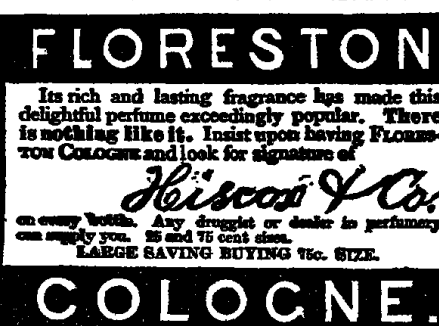 FLORESTON
Its rich and lasting fragrance has made this
delightful perfume exceedingly popular. There
is nothing like it. Insist upon having FLORES-
TON COLOGNE and look for signature of
Hiscox & Co.
on every bottle. Any druggist or dealer in perfumery
can supply you. 25 and 75 cent sizes.
LARGE SAVING BUYING 75c. SIZE.
COLOGNE.